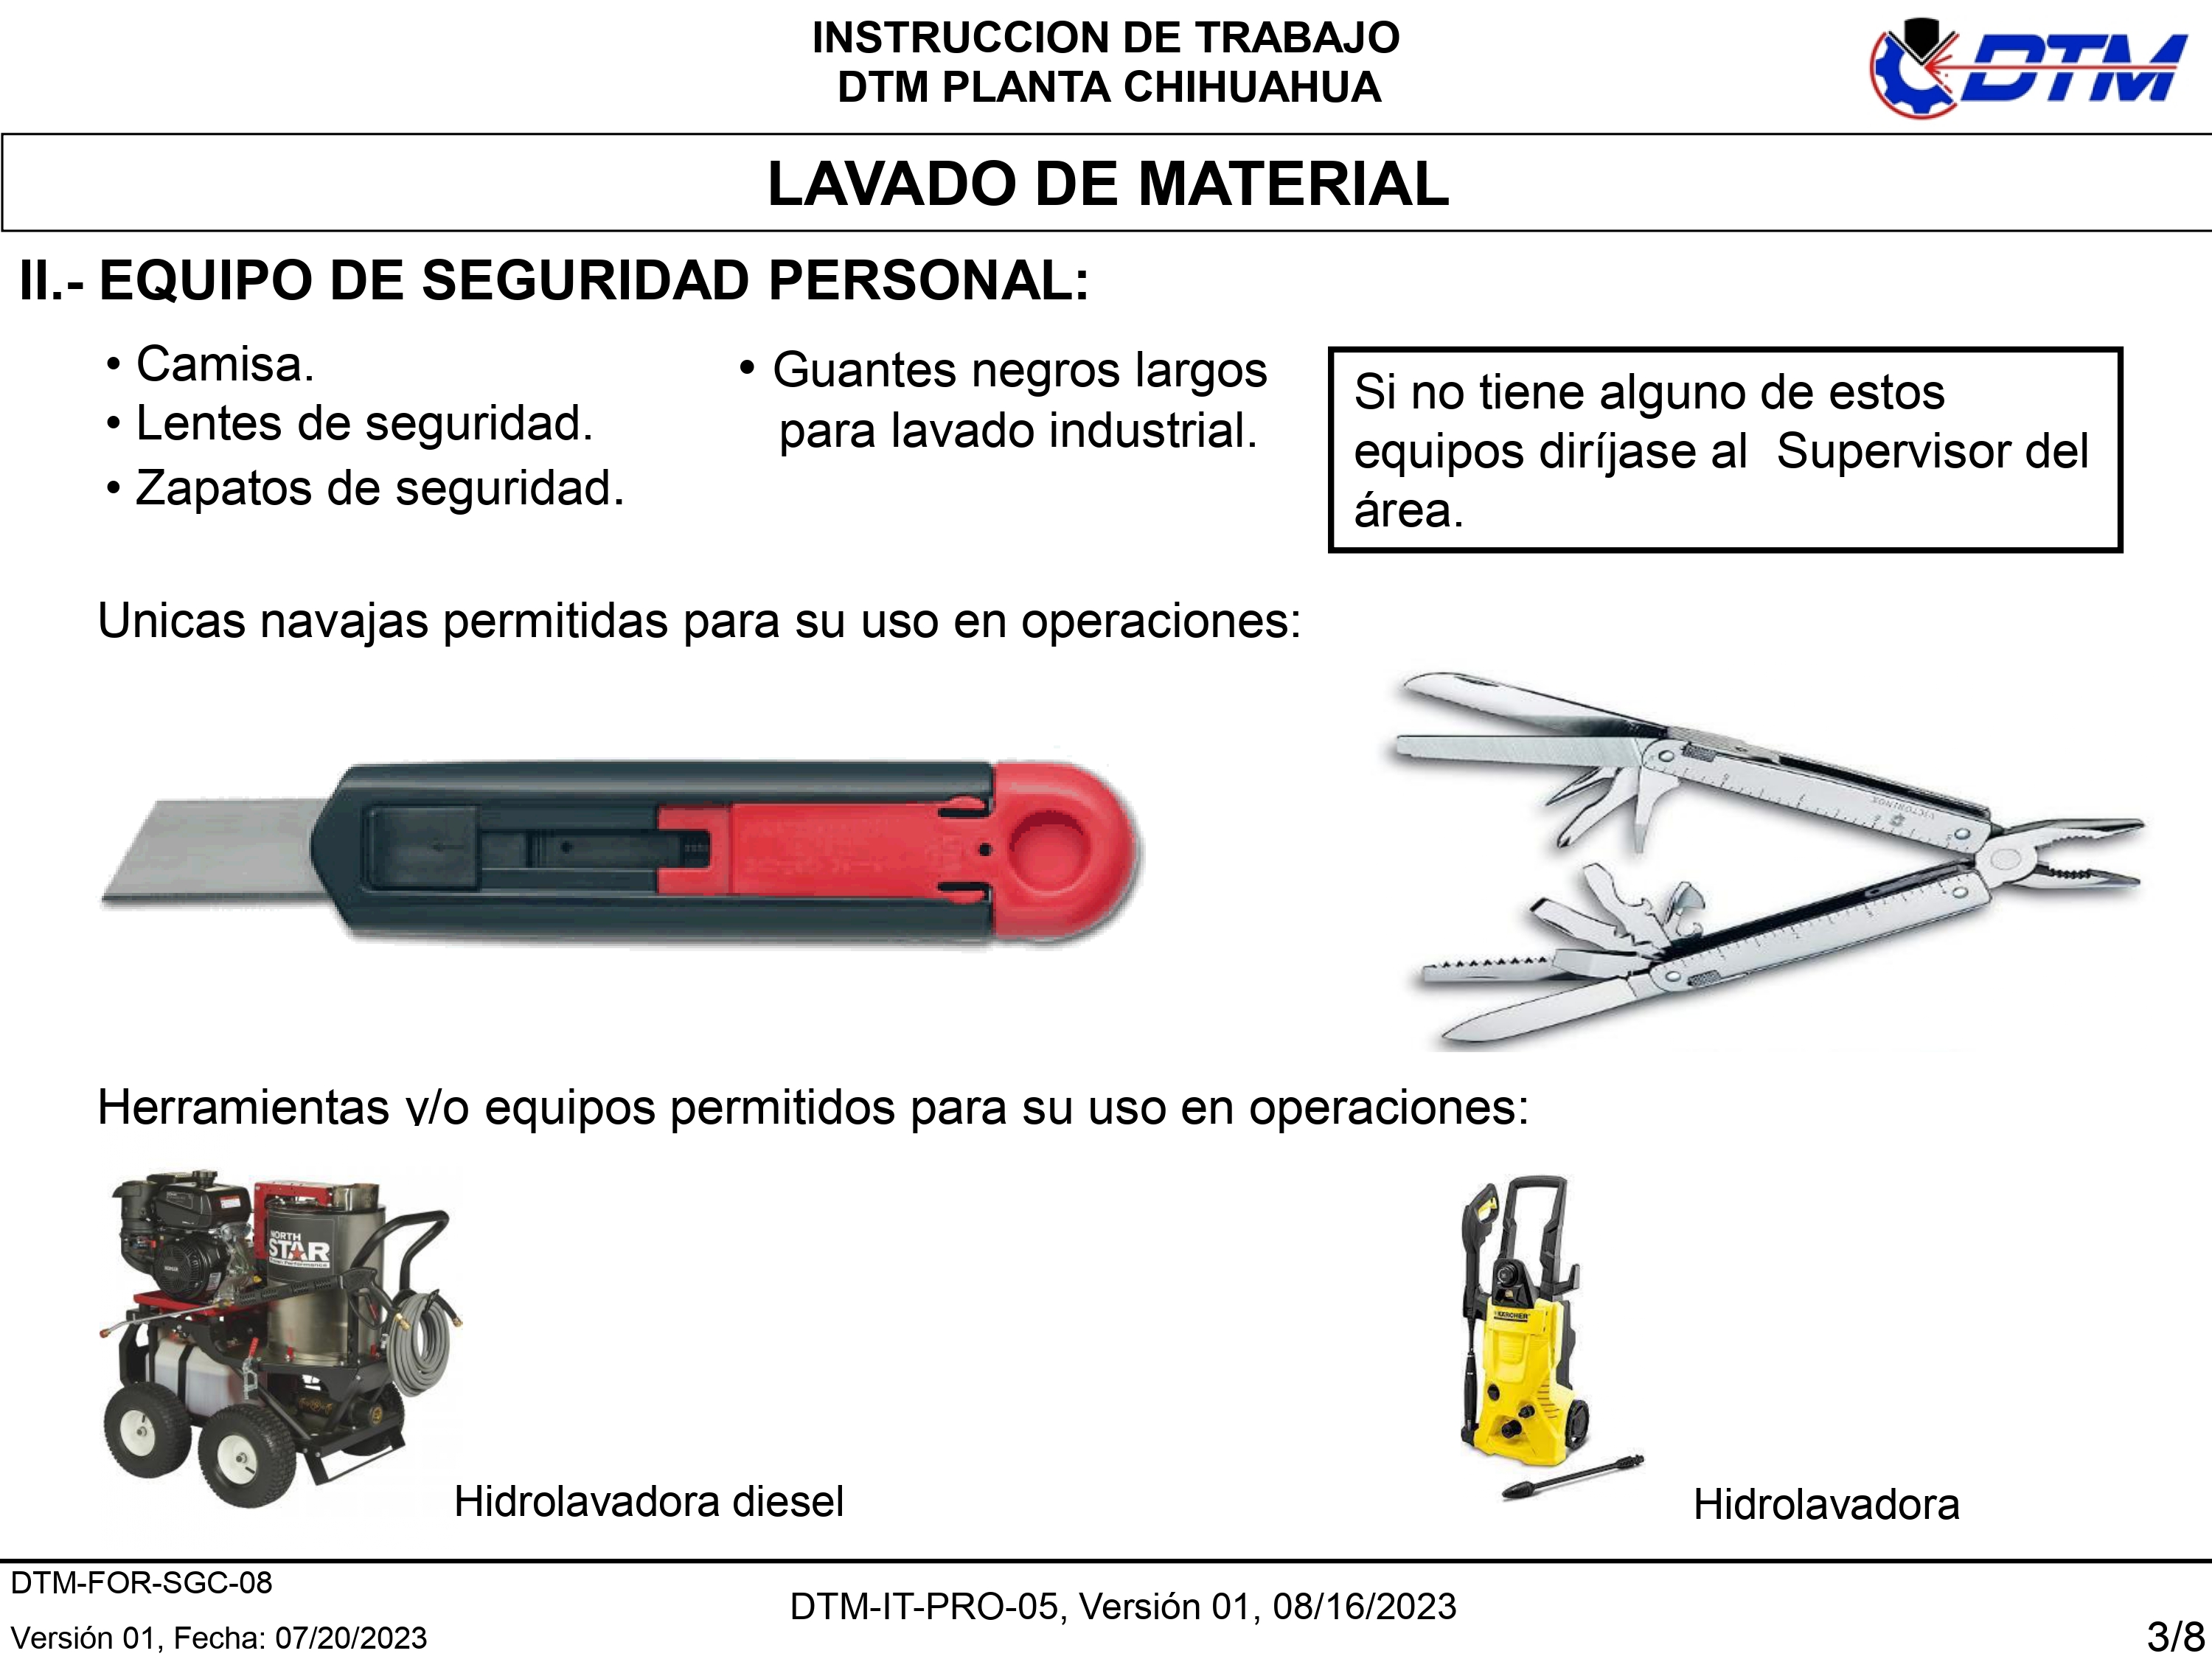 INSTRUCCION DE TRABAJO
DTM PLANTA CHIHUAHUA
DTM
LAVADO DE MATERIAL
II.- EQUIPO DE SEGURIDAD PERSONAL:
• Camisa.
• Lentes de seguridad.
• Zapatos de seguridad.
• Guantes negros largos
para lavado industrial.
Si no tiene alguno de estos
equipos diríjase al  Supervisor del
área.
Unicas navajas permitidas para su uso en operaciones:
VICTORINOX
Herramientas y/o equipos permitidos para su uso en operaciones:
NORTH
STAR
KARCHER
Hidrolavadora diesel
Hidrolavadora
DTM-FOR-SGC-08
Versión 01, Fecha: 07/20/2023
DTM-IT-PRO-05, Versión 01, 08/16/2023
3/8